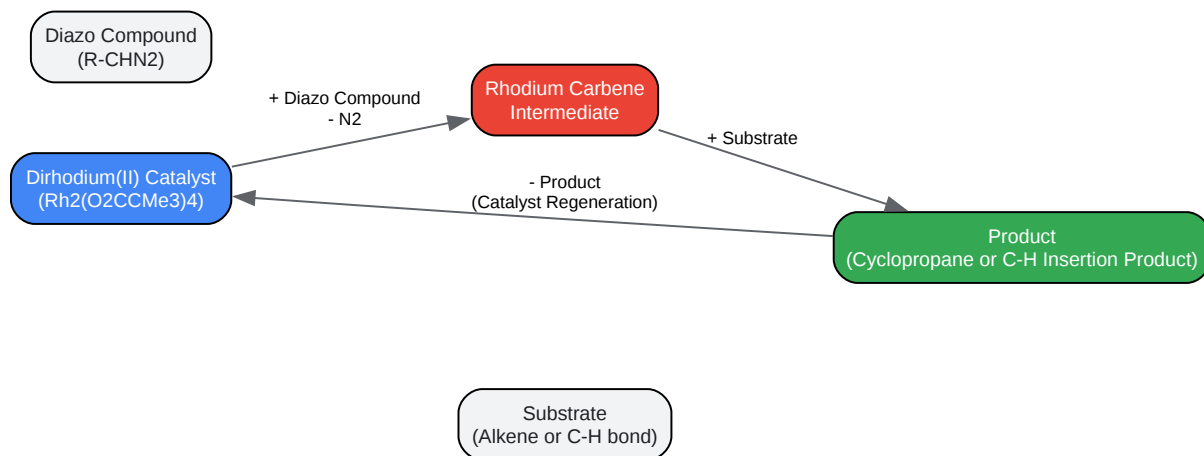 Diazo Compound
(R-CHN2)
+ Diazo Compound
- N2
Rhodium Carbene
Intermediate
+ Substrate
Dirhodium(II) Catalyst
(Rh2(O2CCMe3)4)
- Product
(Catalyst Regeneration)
Product
(Cyclopropane or C-H Insertion Product)
Substrate
(Alkene or C-H bond)